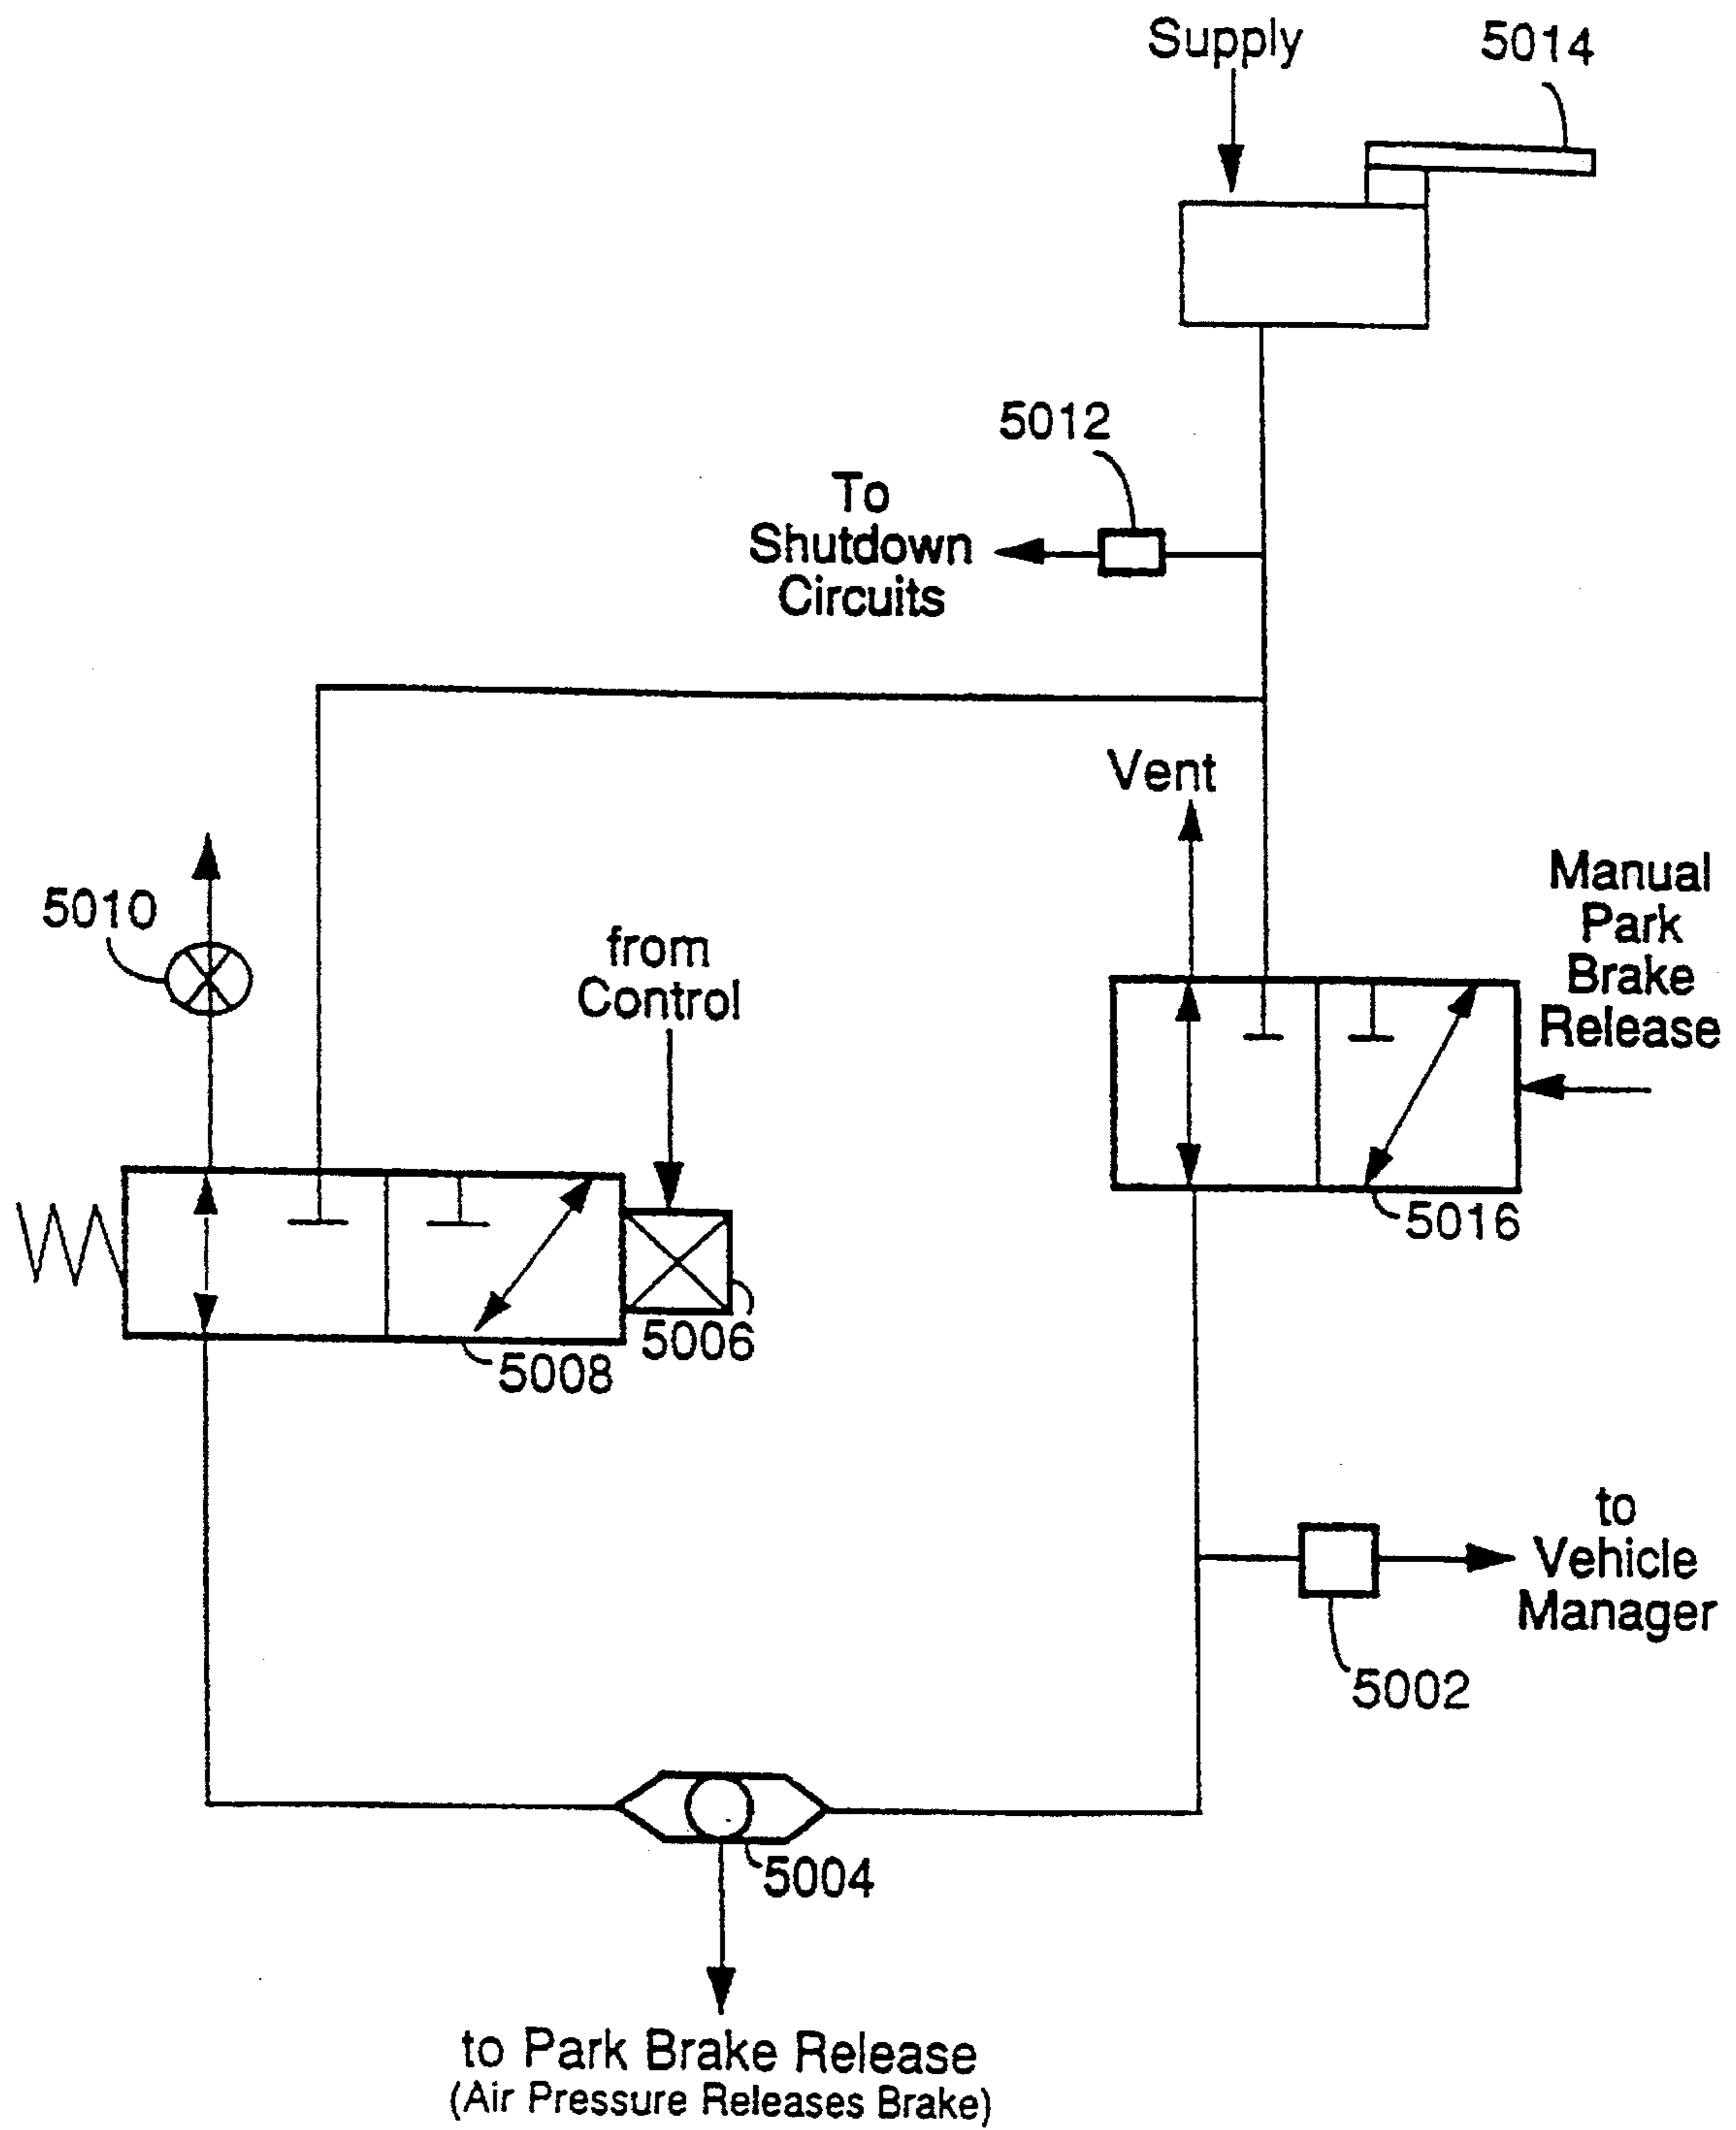 Supply
5014
5012
To
Shutdown
Circuits
Vent
Manual
Park
Brake
Release
5010
from
Control
5016
5006
5008
to
Vehicle
Manager
5002
5004
to Park Brake Release
(Air Pressure Releases Brake)